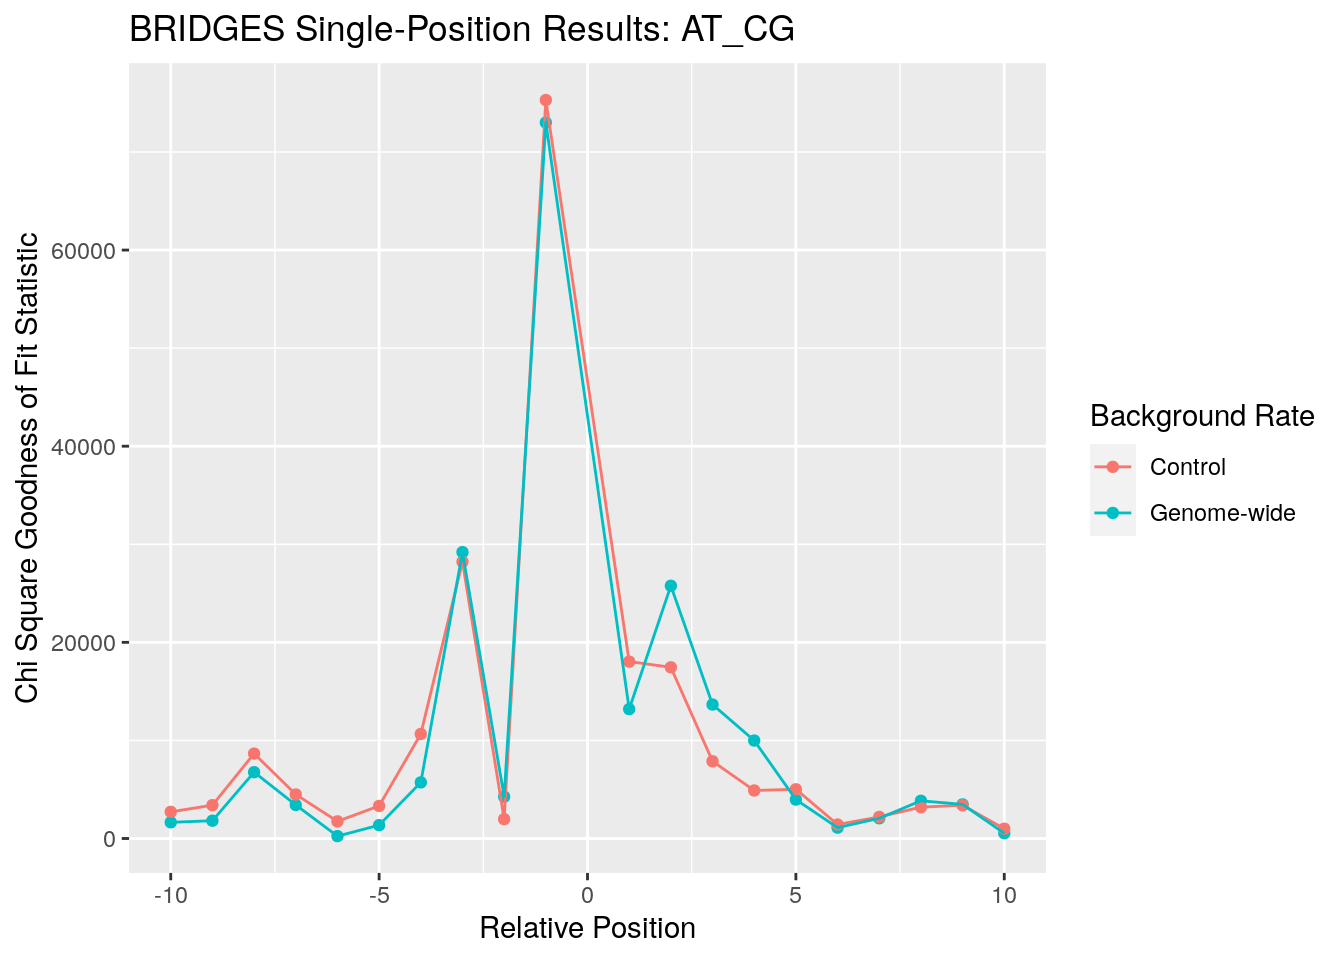 BRIDGES Single-Position Results: AT_CG
Chi Square Goodness of Fit Statistic
60000
40000
20000
0
-10
-5
0
5
10
Relative Position
Background Rate
Control
Genome-wide